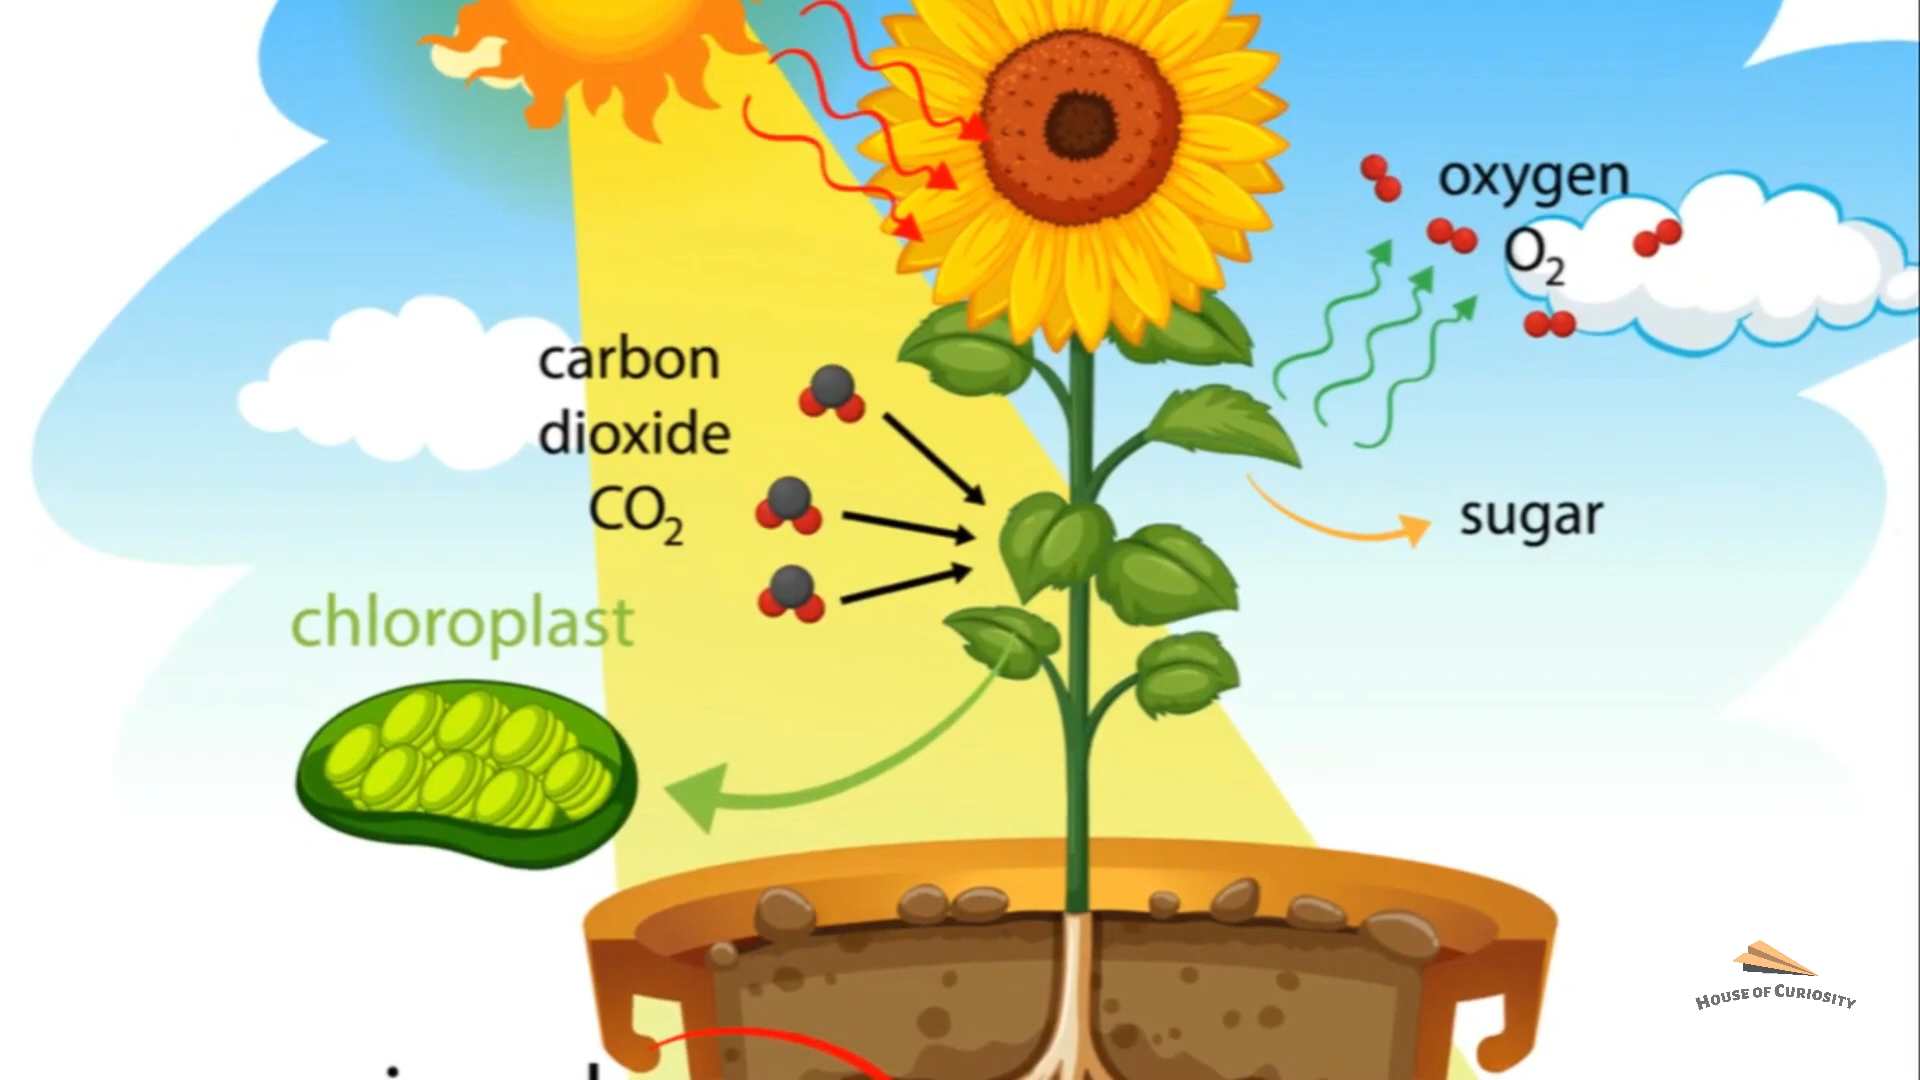 oxygen
O₂
carbon
dioxide
CO₂
sugar
chloroplast
HOUSE OF CURIOSITY